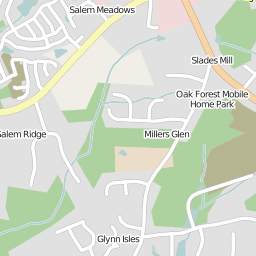 Salem Meadows
Slades Mill
Oak Forest Mobile
Home Park
Millers Glen
Salem Ridge
Glynn Isles